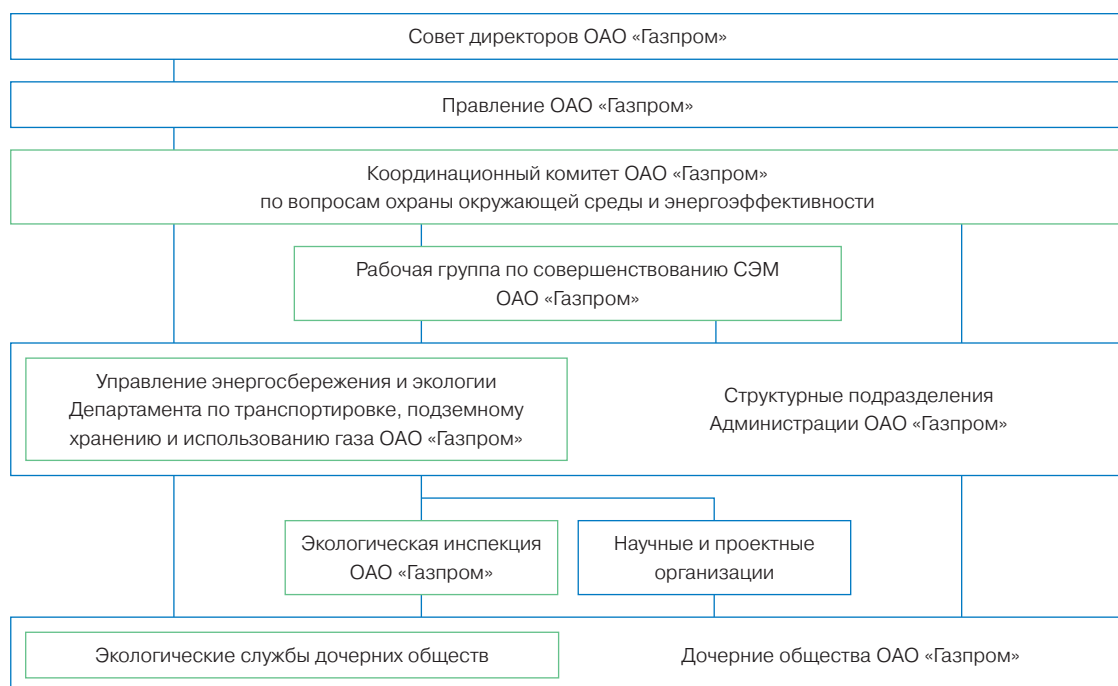 Совет директоров ОАО «Газпром»
Правление ОАО «Газпром»
Координационный комитет ОАО «Газпром»
по вопросам охраны окружающей среды и энергоэффективности
Рабочая группа по совершенствованию СЭМ
ОАО «Газпром»
Управление энергосбережения и экологии
Департамента по транспортировке, подземному
хранению и использованию газа ОАО «Газпром»
Структурные подразделения
Администрации ОАО «Газпром»
Экологическая инспекция
ОАО «Газпром»
Научные и проектные
организации
Экологические службы дочерних обществ
Дочерние общества ОАО «Газпром»